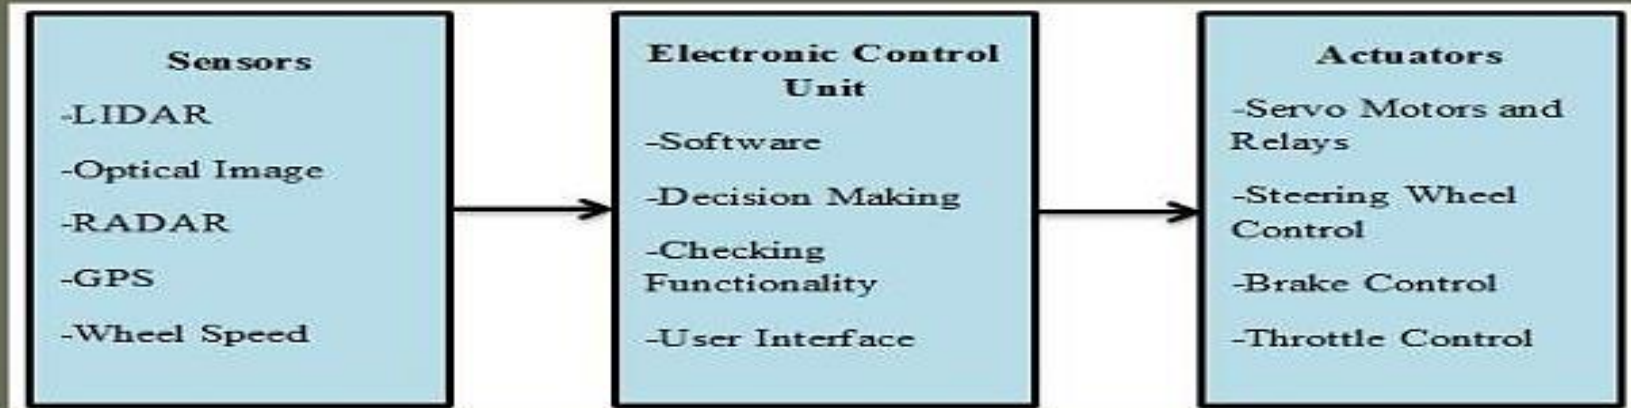 Sensors
-LIDAR
-Optical Image
-RADAR
-GPS
-Wheel Speed
Electronic Control
Unit
-Software
-Decision Making
-Checking
Functionality
-User Interface
Actuators
-Servo Motors and
Relays
-Steering Wheel
Control
-Brake Control
-Throttle Control